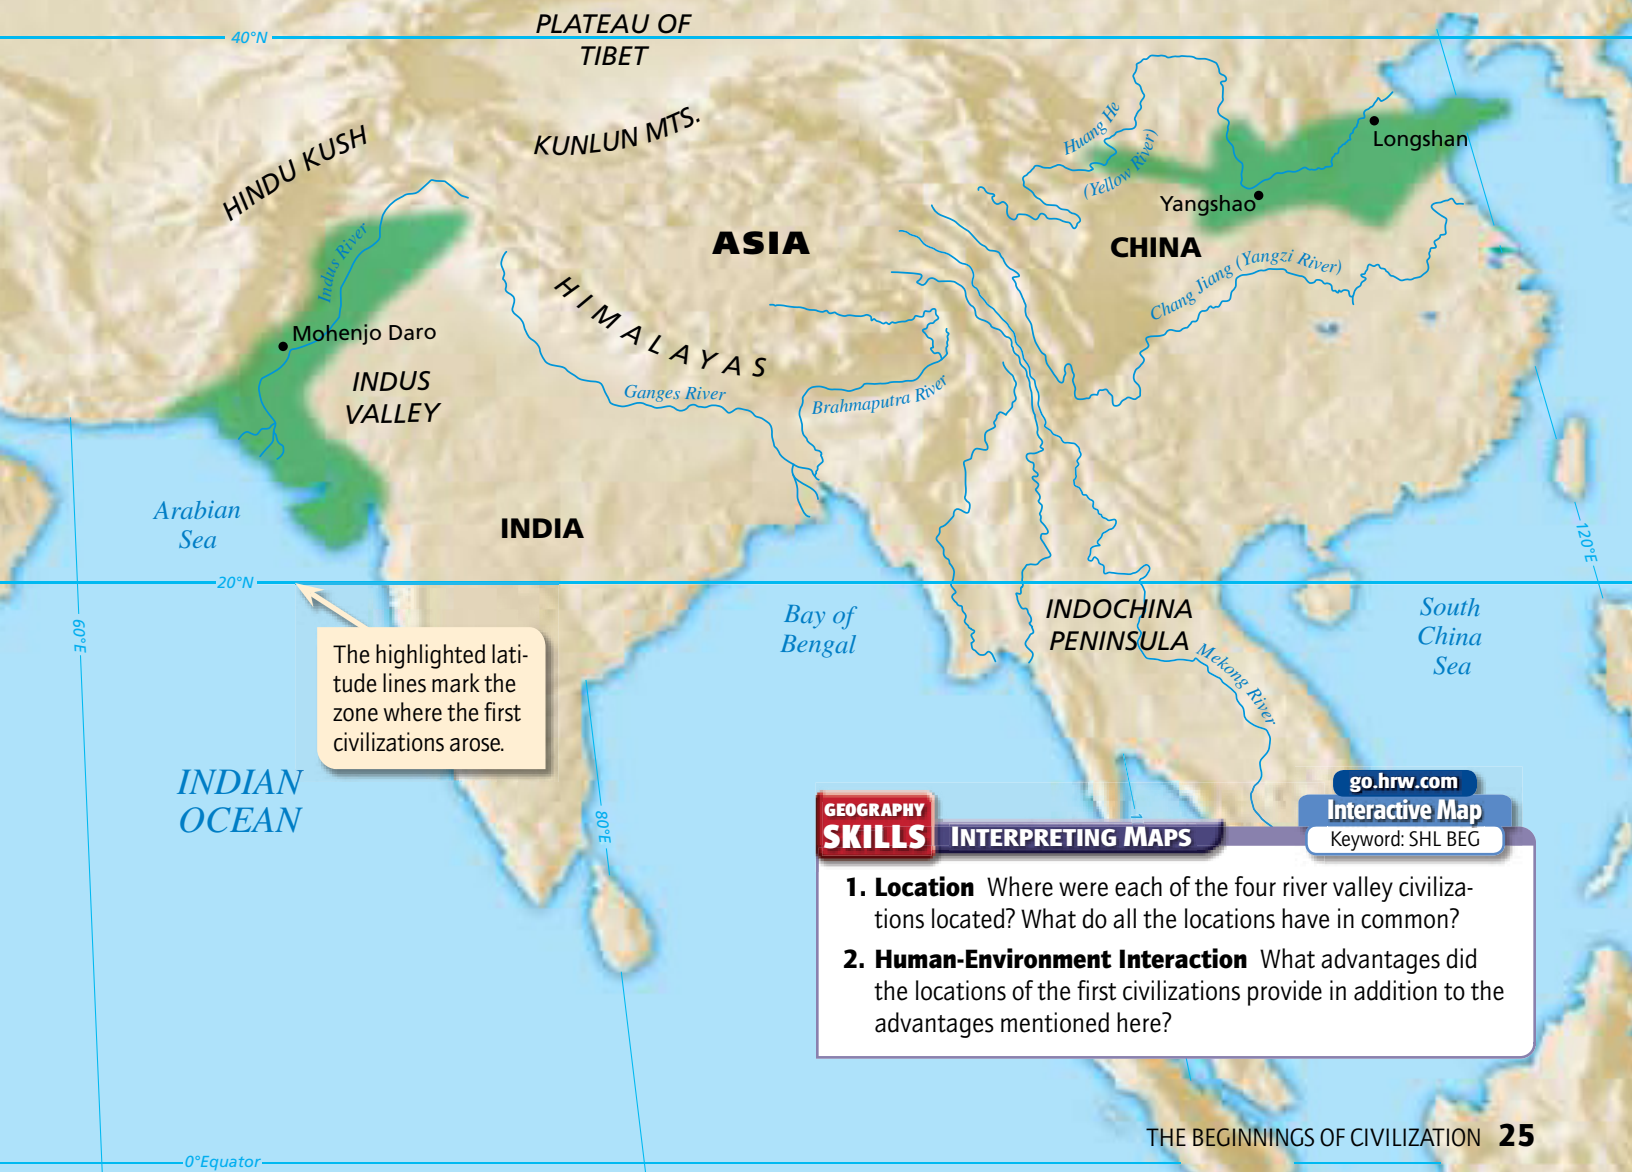 PLATEAU OF
TIBET
40°N
HINDU KUSH
KUNLUN MTS.
Huang He
(Yellow River)
Longshan
Yangshao
ASIA
CHINA
Indus River
Chang Jiang (Yangzi River)
HIMALAYAS
Mohenjo Daro
INDUS
VALLEY
Ganges River
Brahmaputra River
Arabian
Sea
INDIA
120°E
20°N
60°E
Bay of
Bengal
INDOCHINA
PENINSULA
Mekong River
South
China
Sea
The highlighted lati-
tude lines mark the
zone where the first
civilizations arose.
INDIAN
OCEAN
80°E
1
go.hrw.com
Interactive Map
Keyword: SHL BEG
GEOGRAPHY
SKILLS
INTERPRETING MAPS
1. Location Where were each of the four river valley civiliza-
tions located? What do all the locations have in common?
2. Human-Environment Interaction What advantages did
the locations of the first civilizations provide in addition to the
advantages mentioned here?
THE BEGINNINGS OF CIVILIZATION 25
0°Equator